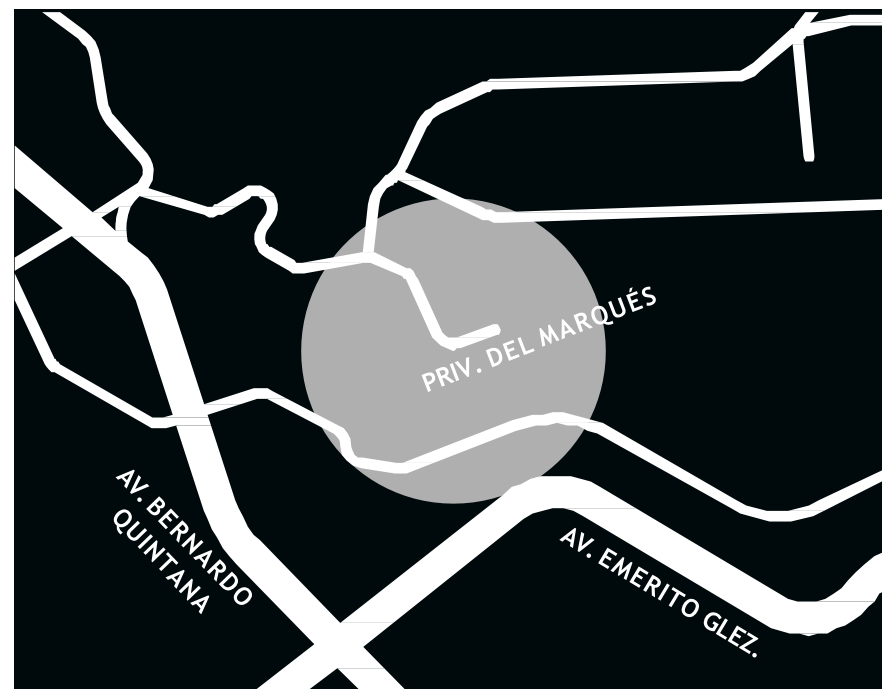 PRIV. DEL MARQUÉS
AV. BERNARDO
QUINTANA
AV. EMERITO GLEZ.